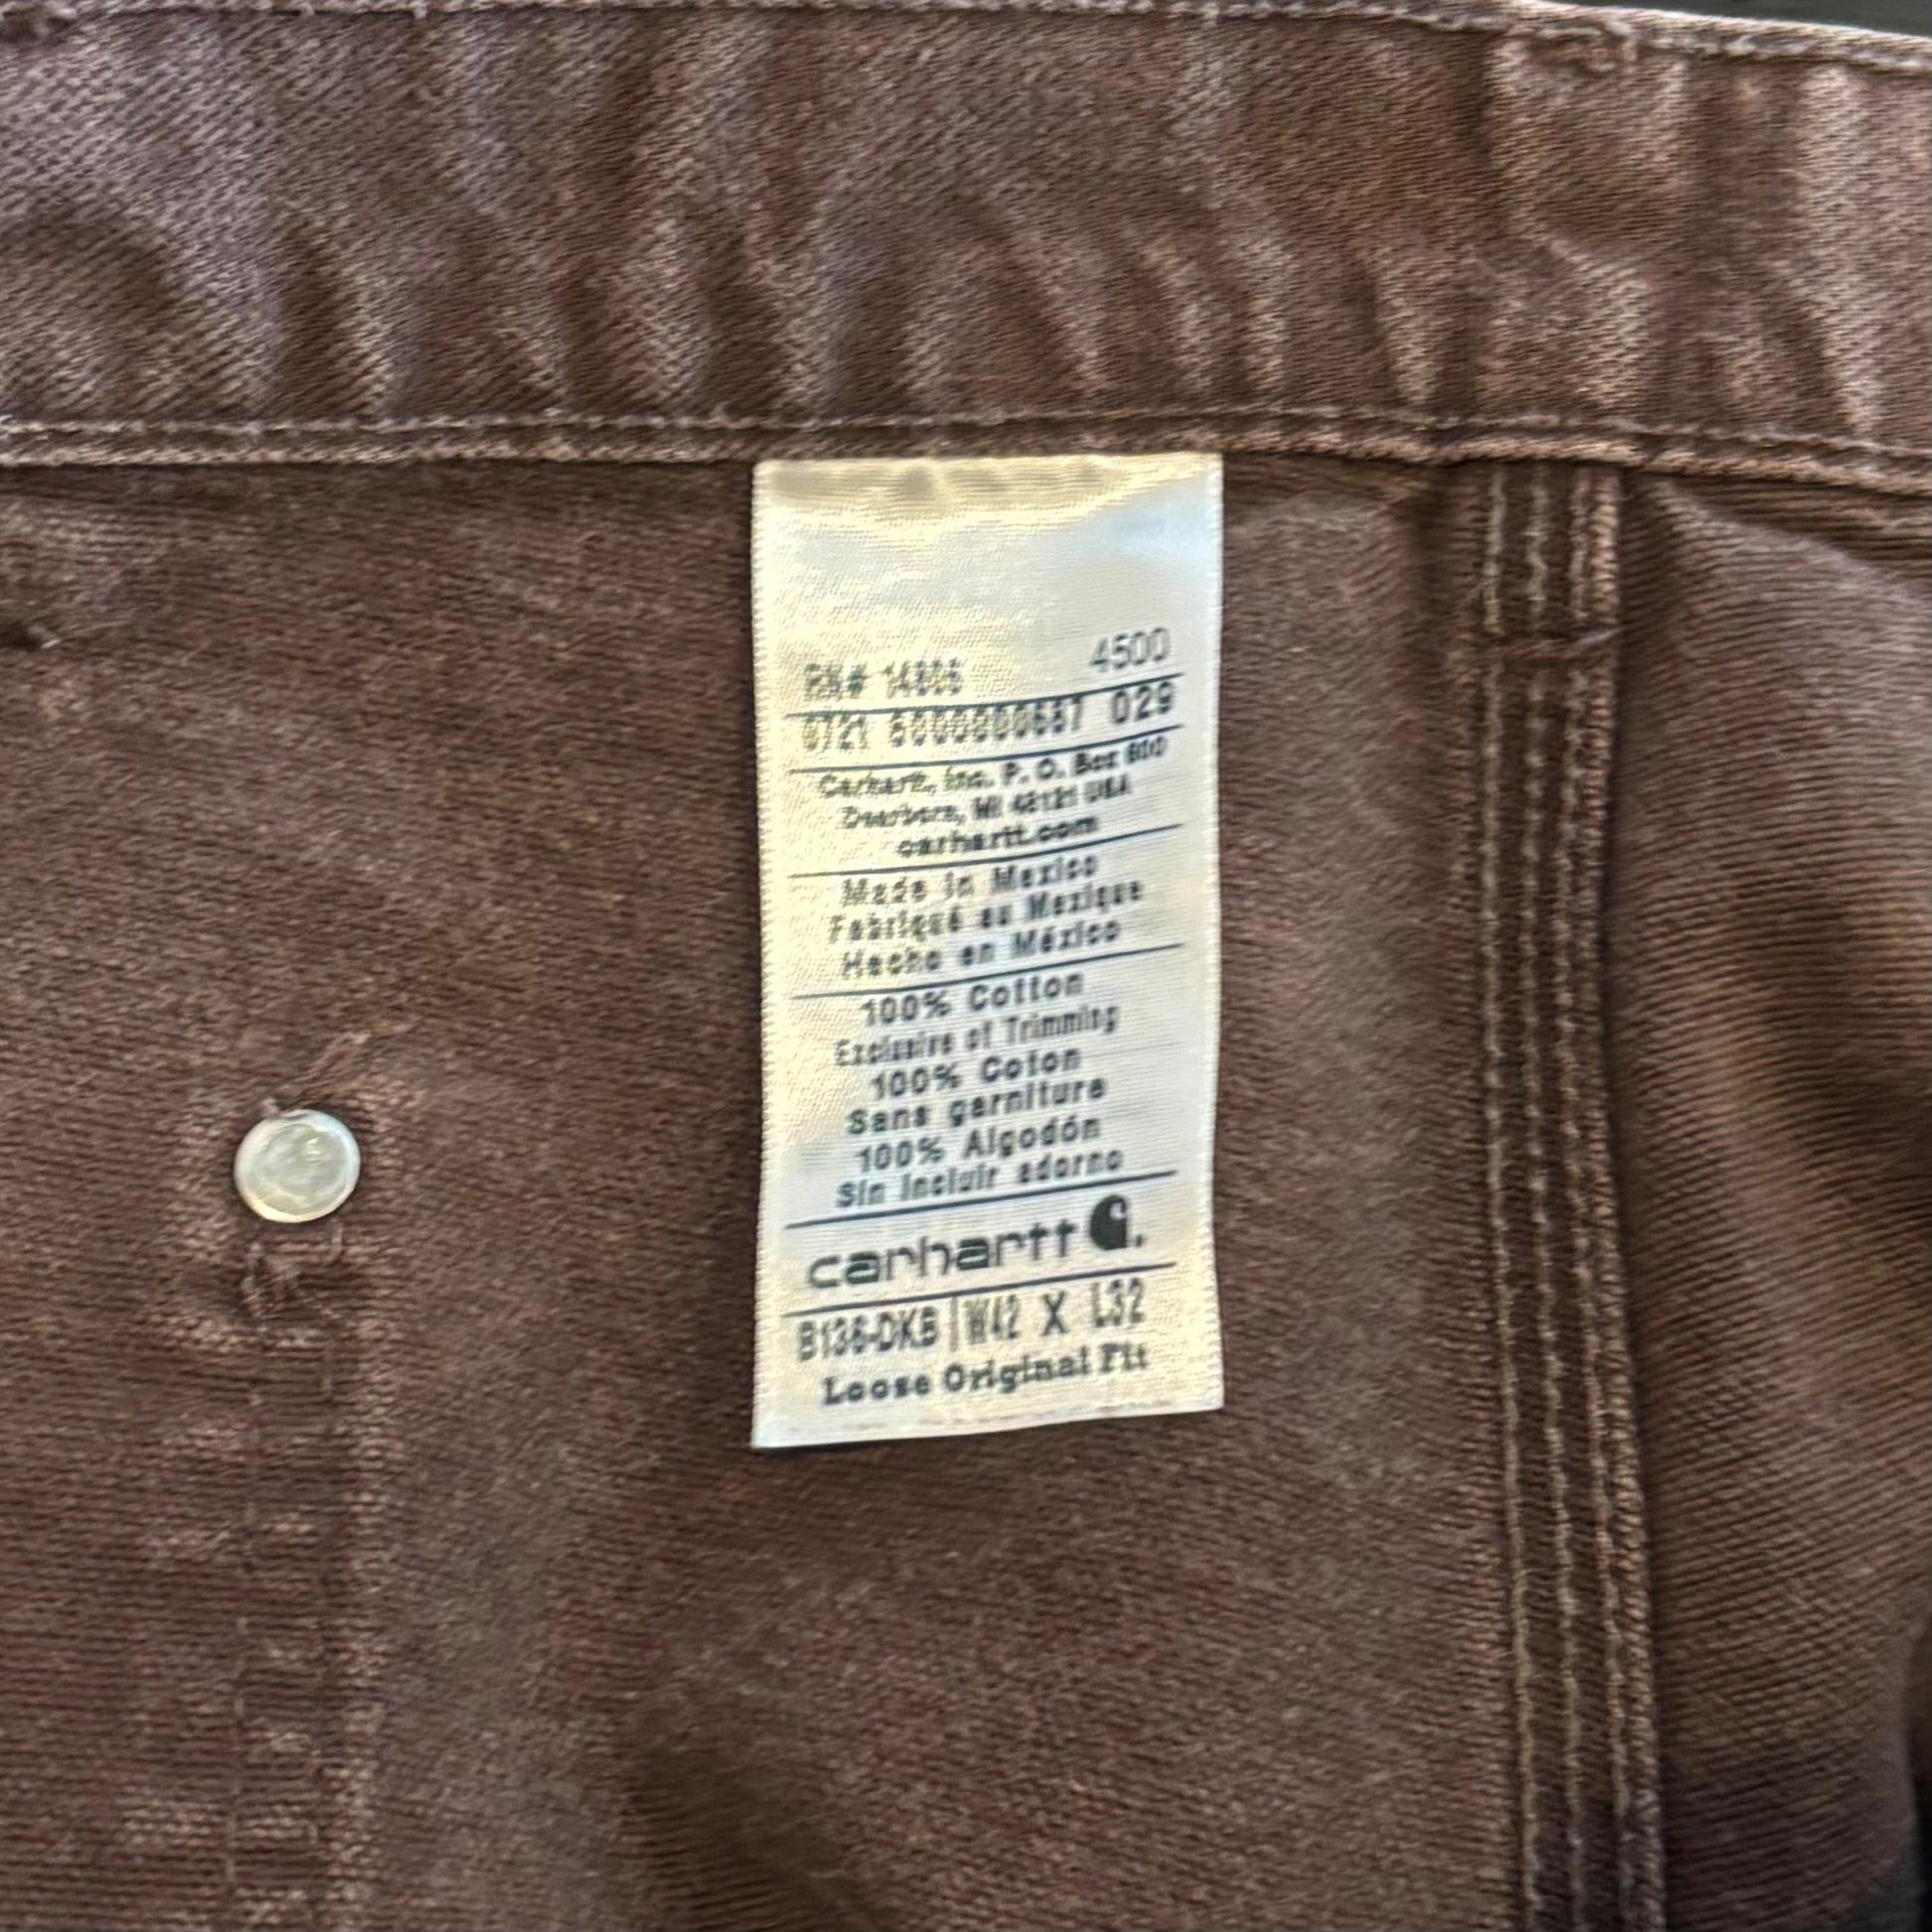 RN# 14806 4500
0721 6000000687 029
Carhartt, Inc. P. O. Box 600
Dearborn, MI 48121 USA
carhartt.com
Made in Mexico
Fabriqué au Mexique
Hecho en México
100% Cotton
Exclusive of Trimming
100% Coton
Sans garniture
100% Algodón
Sin incluir adorno
carhartt
B136-DKB | W42 X L32
Loose Original Fit